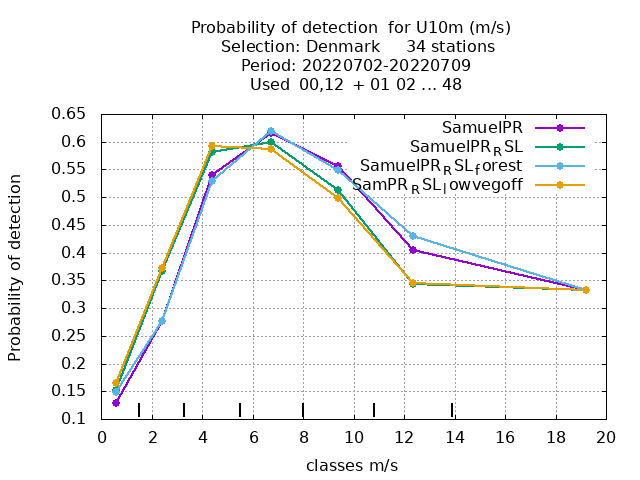 Probability of detection for U10m (m/s)
Selection: Denmark 34 stations
Period: 20220702-20220709
Used 00,12 + 01 02 ... 48
Probability of detection
0.65
0.6
0.55
0.5
0.45
0.4
0.35
0.3
0.25
0.2
0.15
0.1
SamuelPR
SamuelPR_RSL
SamuelPR_RSL_forest
SamPR_RSL_lowvegoff
0 2 4 6 8 10 12 14 16 18 20
classes m/s